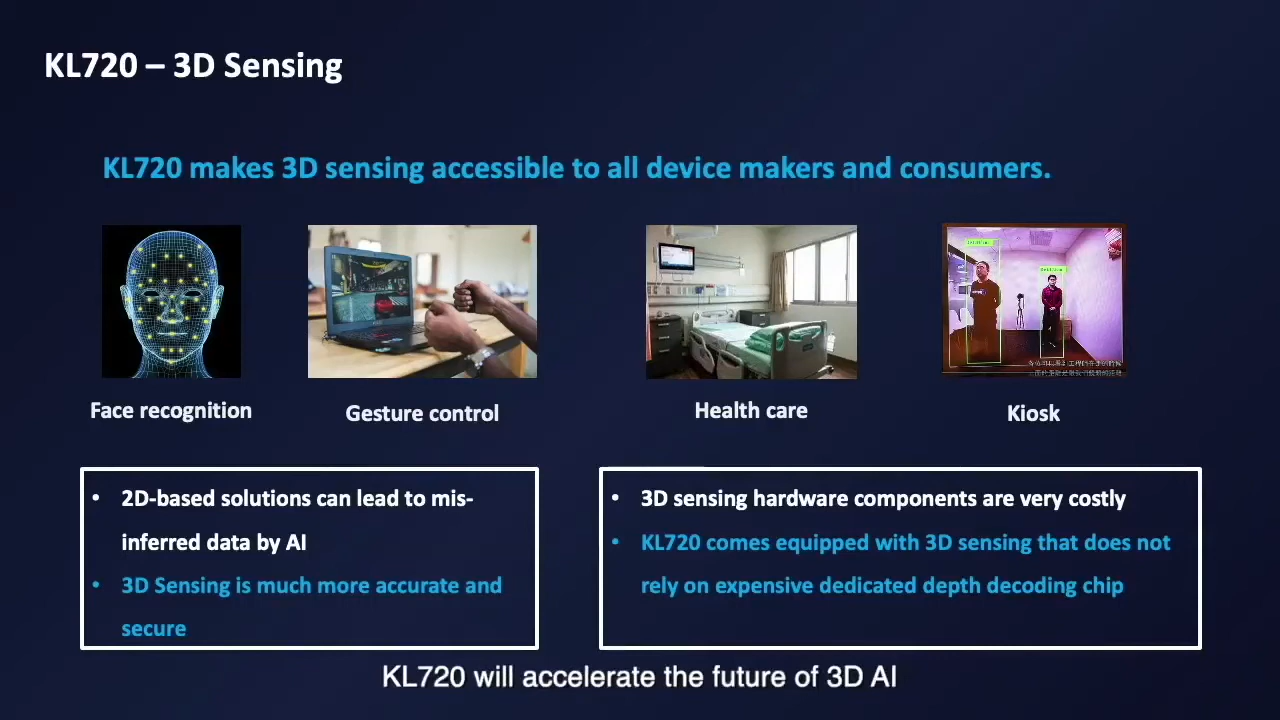 KL720 – 3D Sensing
KL720 makes 3D sensing accessible to all device makers and consumers.
Face recognition
Gesture control
Health care
Kiosk
• 2D-based solutions can lead to mis-
inferred data by AI
• 3D Sensing is much more accurate and
secure
• 3D sensing hardware components are very costly
• KL720 comes equipped with 3D sensing that does not
rely on expensive dedicated depth decoding chip
KL720 will accelerate the future of 3D AI